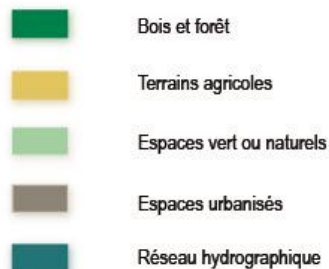 Bois et forêt
Terrains agricoles
Espaces vert ou naturels
Espaces urbanisés
Réseau hydrographique